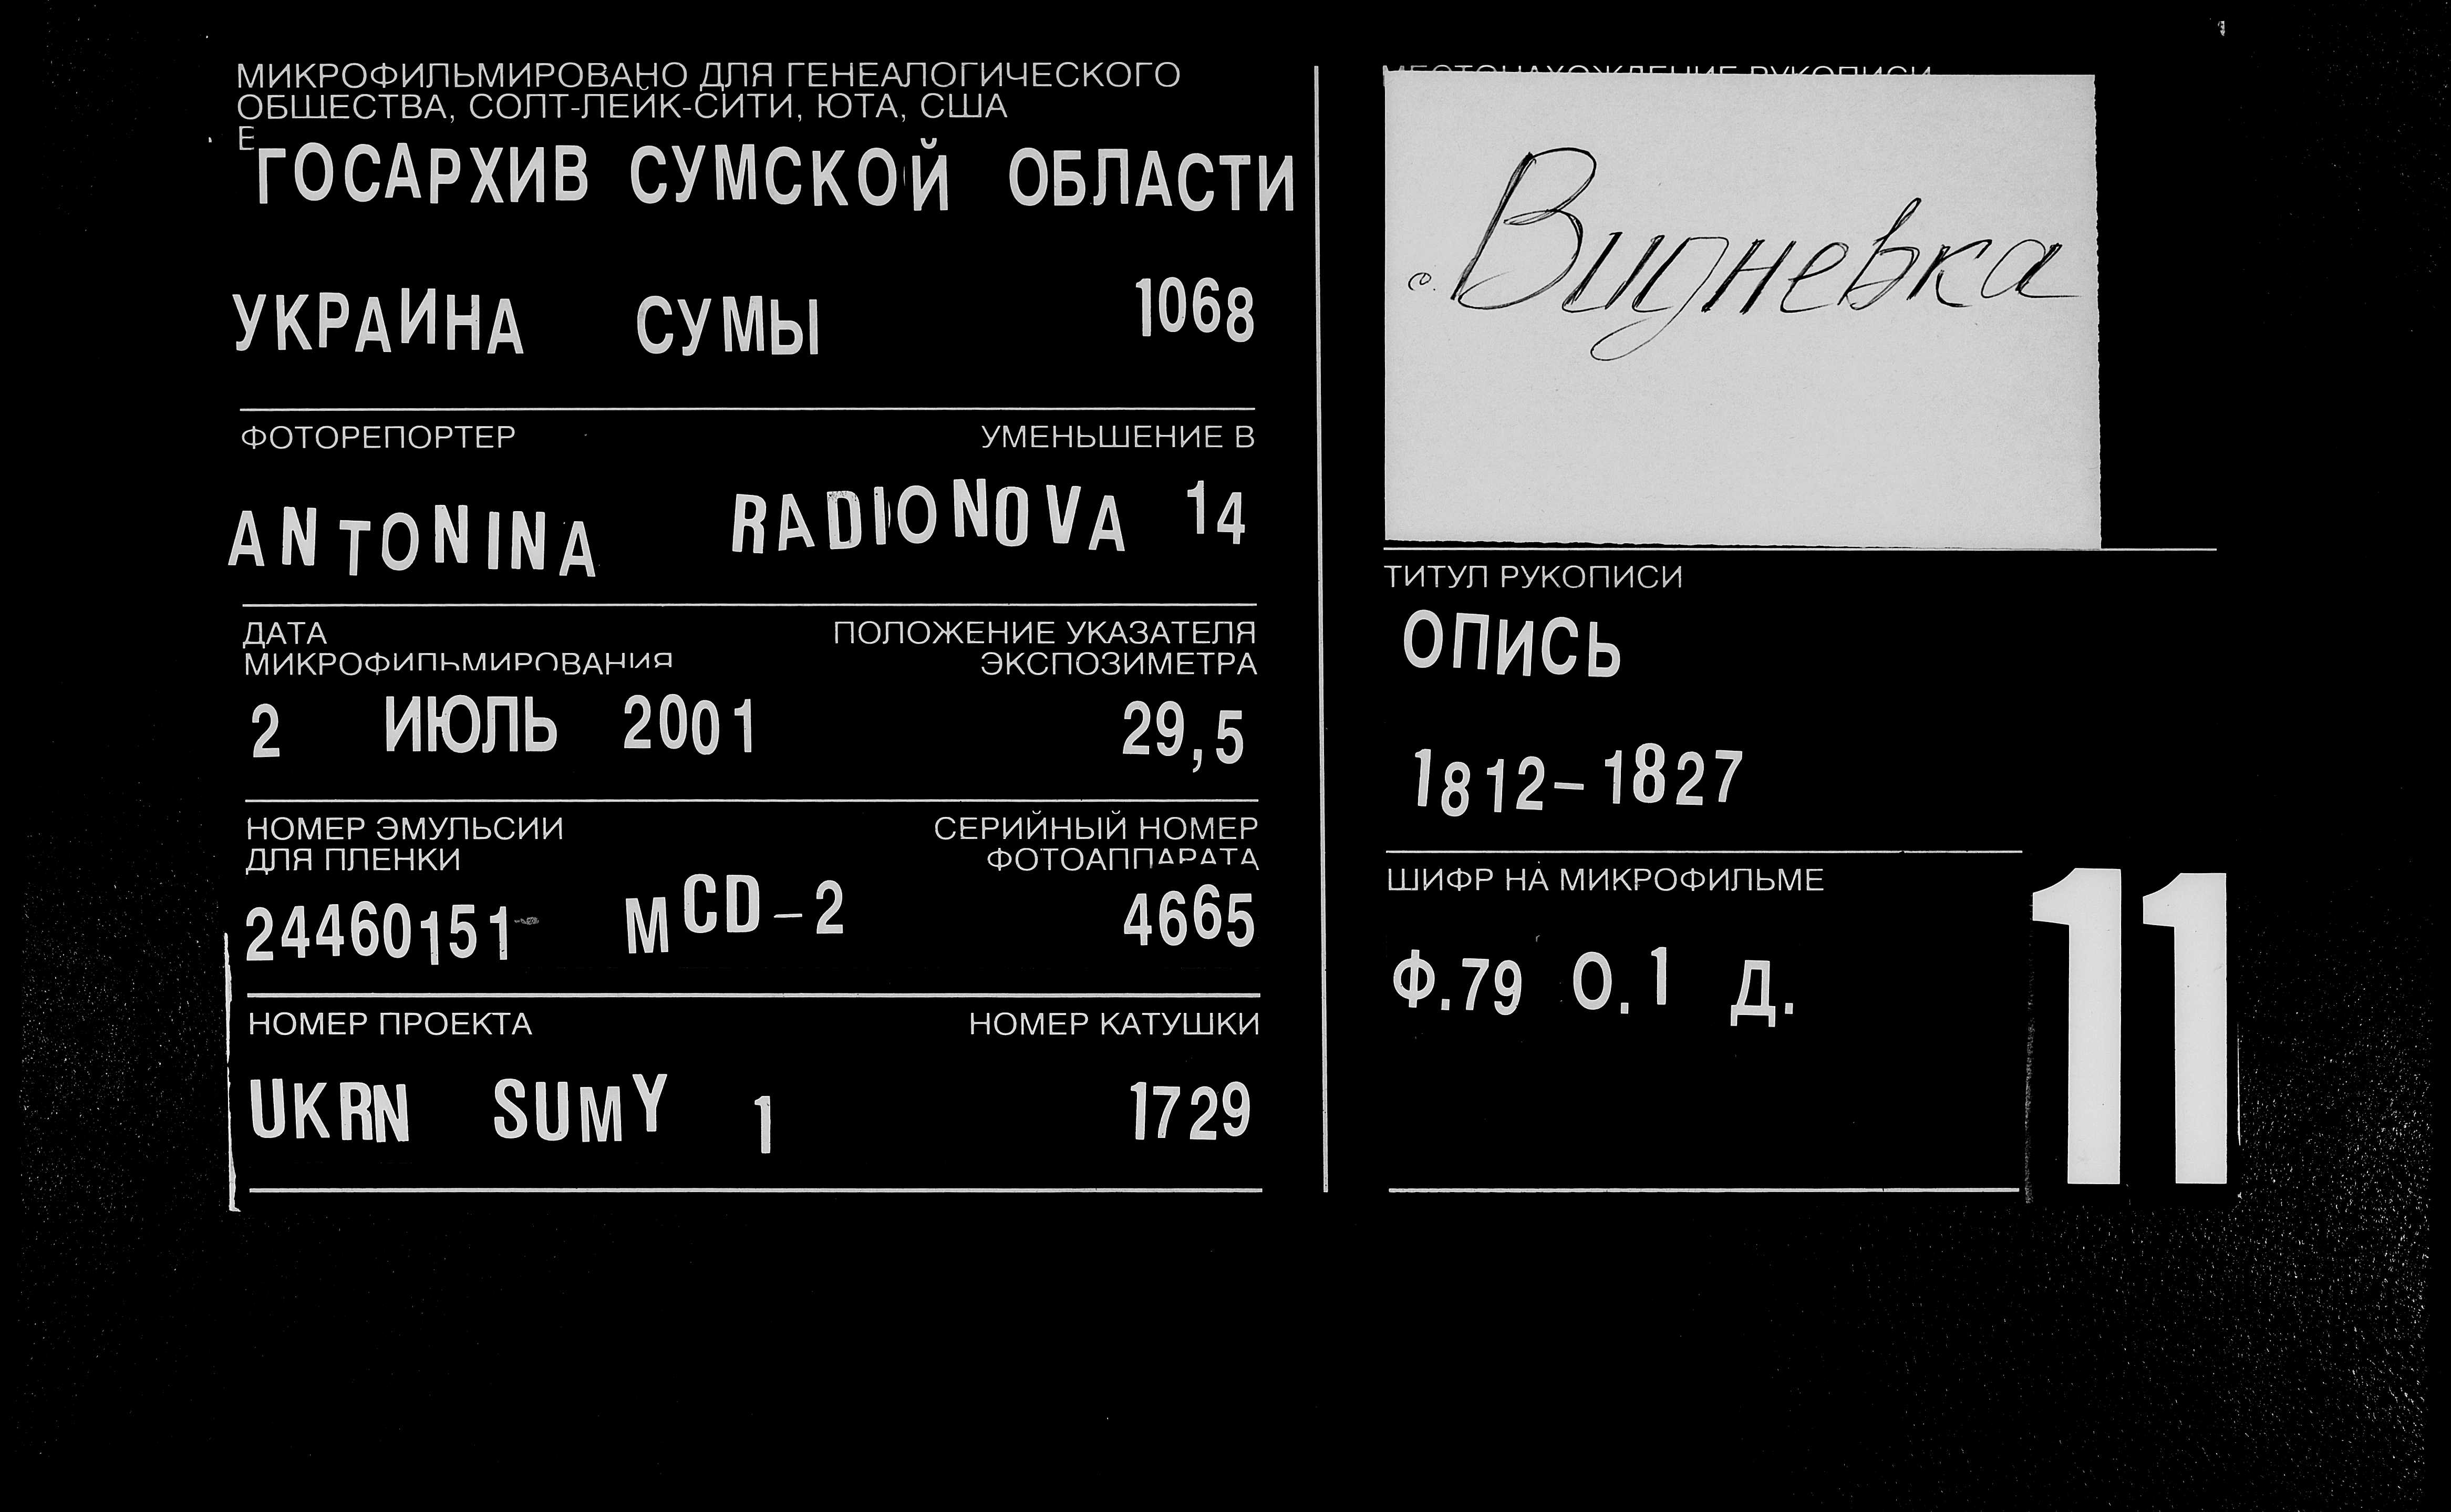 МИКРОФИЛЬМИРОВАНО ДЛЯ ГЕНЕАЛОГИЧЕСКОГО
ОБЩЕСТВА, СОЛТ-ЛЕЙК-СИТИ, ЮТА, США
Е
ГОСАРХИВ СУМСКОЙ ОБЛАСТИ
УКРАИНА СУМЫ 1068
ФОТОРЕПОРТЕР УМЕНЬШЕНИЕ В
ANTONINA RADIONOVA 14
ДАТА ПОЛОЖЕНИЕ УКАЗАТЕЛЯ
МИКРОФИЛЬМИРОВАНИЯ ЭКСПОЗИМЕТРА
2 ИЮЛЬ 2001 29,5
НОМЕР ЭМУЛЬСИИ СЕРИЙНЫЙ НОМЕР
ДЛЯ ПЛЕНКИ ФОТОАППАРАТА
24460151 MCD-2 4665
НОМЕР ПРОЕКТА НОМЕР КАТУШКИ
UKRN SUMY 1 1729
МЕСТОНАХОЖДЕНИЕ РУКОПИСИ
с. Видневка
ТИТУЛ РУКОПИСИ
ОПИСЬ
1812-1827
ШИФР НА МИКРОФИЛЬМЕ
Ф.79 О.1 Д.
11